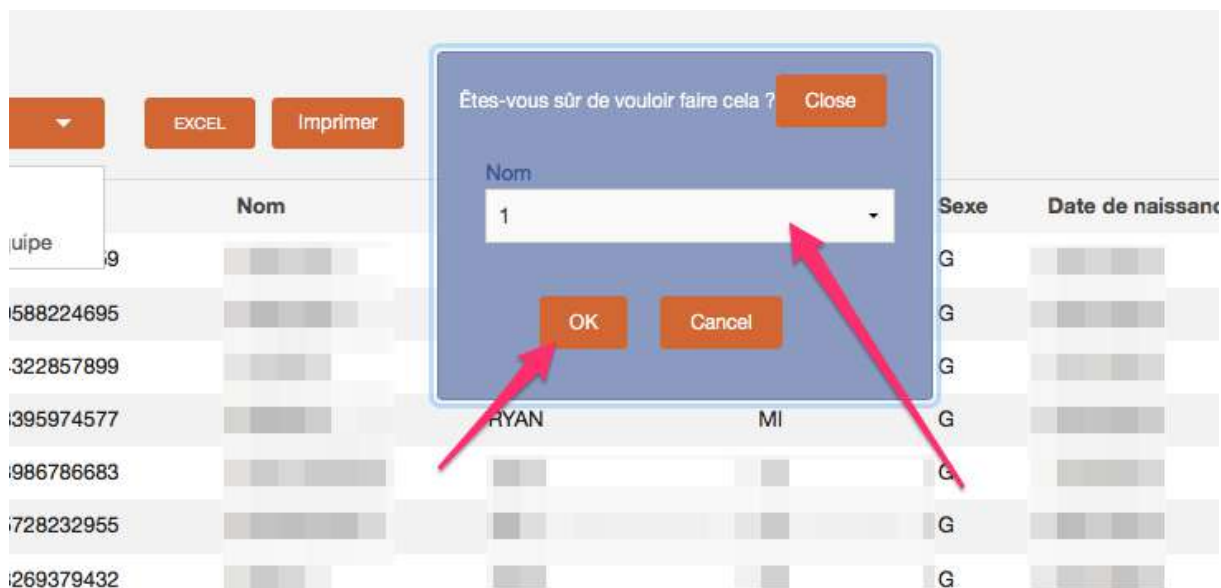 Êtes-vous sûr de vouloir faire cela ? Close
EXCEL Imprimer
Nom
1
Nom Sexe Date de naissanc
uipe 69 G
588224695 G
322857899 G
395974577 RYAN MI G
OK Cancel
986786683 G
728232955 G
269379432 G